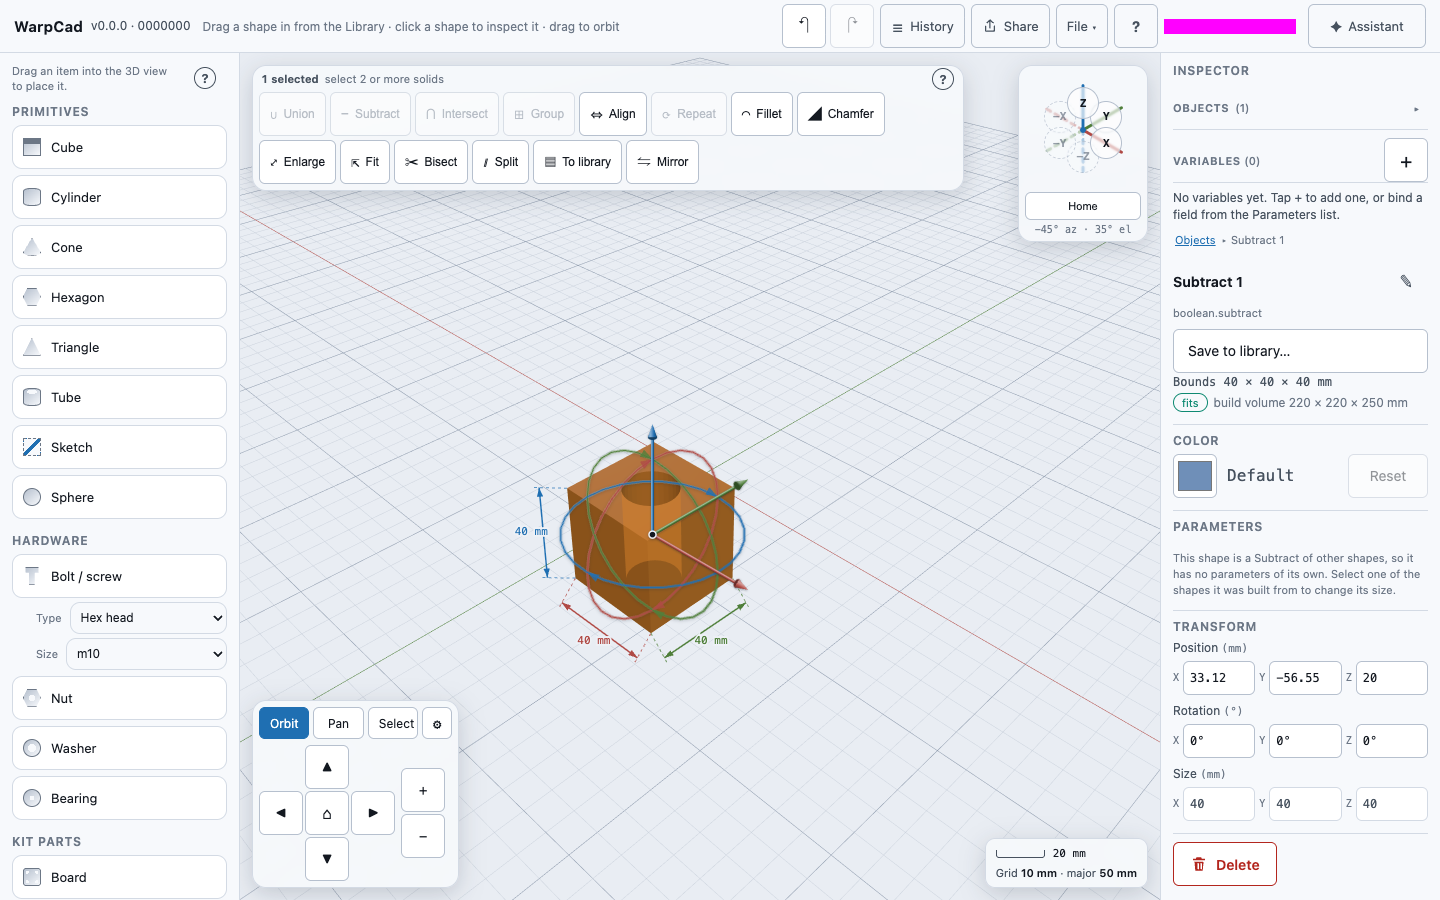 WarpCad v0.0.0 · 0000000 Drag a shape in from the Library · click a shape to inspect it · drag to orbit
History
Share
File
?
Assistant
Drag an item into the 3D view
to place it.
?
PRIMITIVES
Cube
Cylinder
Cone
Hexagon
Triangle
Tube
Sketch
Sphere
HARDWARE
Bolt / screw
Type Hex head
Size m10
Nut
Washer
Bearing
KIT PARTS
Board
1 selected select 2 or more solids
?
Union
Subtract
Intersect
Group
Align
Repeat
Fillet
Chamfer
Enlarge
Fit
Bisect
Split
To library
Mirror
Z
−X
Y
−Y
X
−Z
Home
−45° az · 35° el
40 mm
40 mm
40 mm
Orbit
Pan
Select
+
−
20 mm
Grid 10 mm · major 50 mm
INSPECTOR
OBJECTS (1)
VARIABLES (0)
+
No variables yet. Tap + to add one, or bind a
field from the Parameters list.
Objects ▸ Subtract 1
Subtract 1
boolean.subtract
Save to library...
Bounds 40 × 40 × 40 mm
fits build volume 220 × 220 × 250 mm
COLOR
Default
Reset
PARAMETERS
This shape is a Subtract of other shapes, so it
has no parameters of its own. Select one of the
shapes it was built from to change its size.
TRANSFORM
Position (mm)
X 33.12 Y −56.55 Z 20
Rotation (°)
X 0° Y 0° Z 0°
Size (mm)
X 40 Y 40 Z 40
Delete